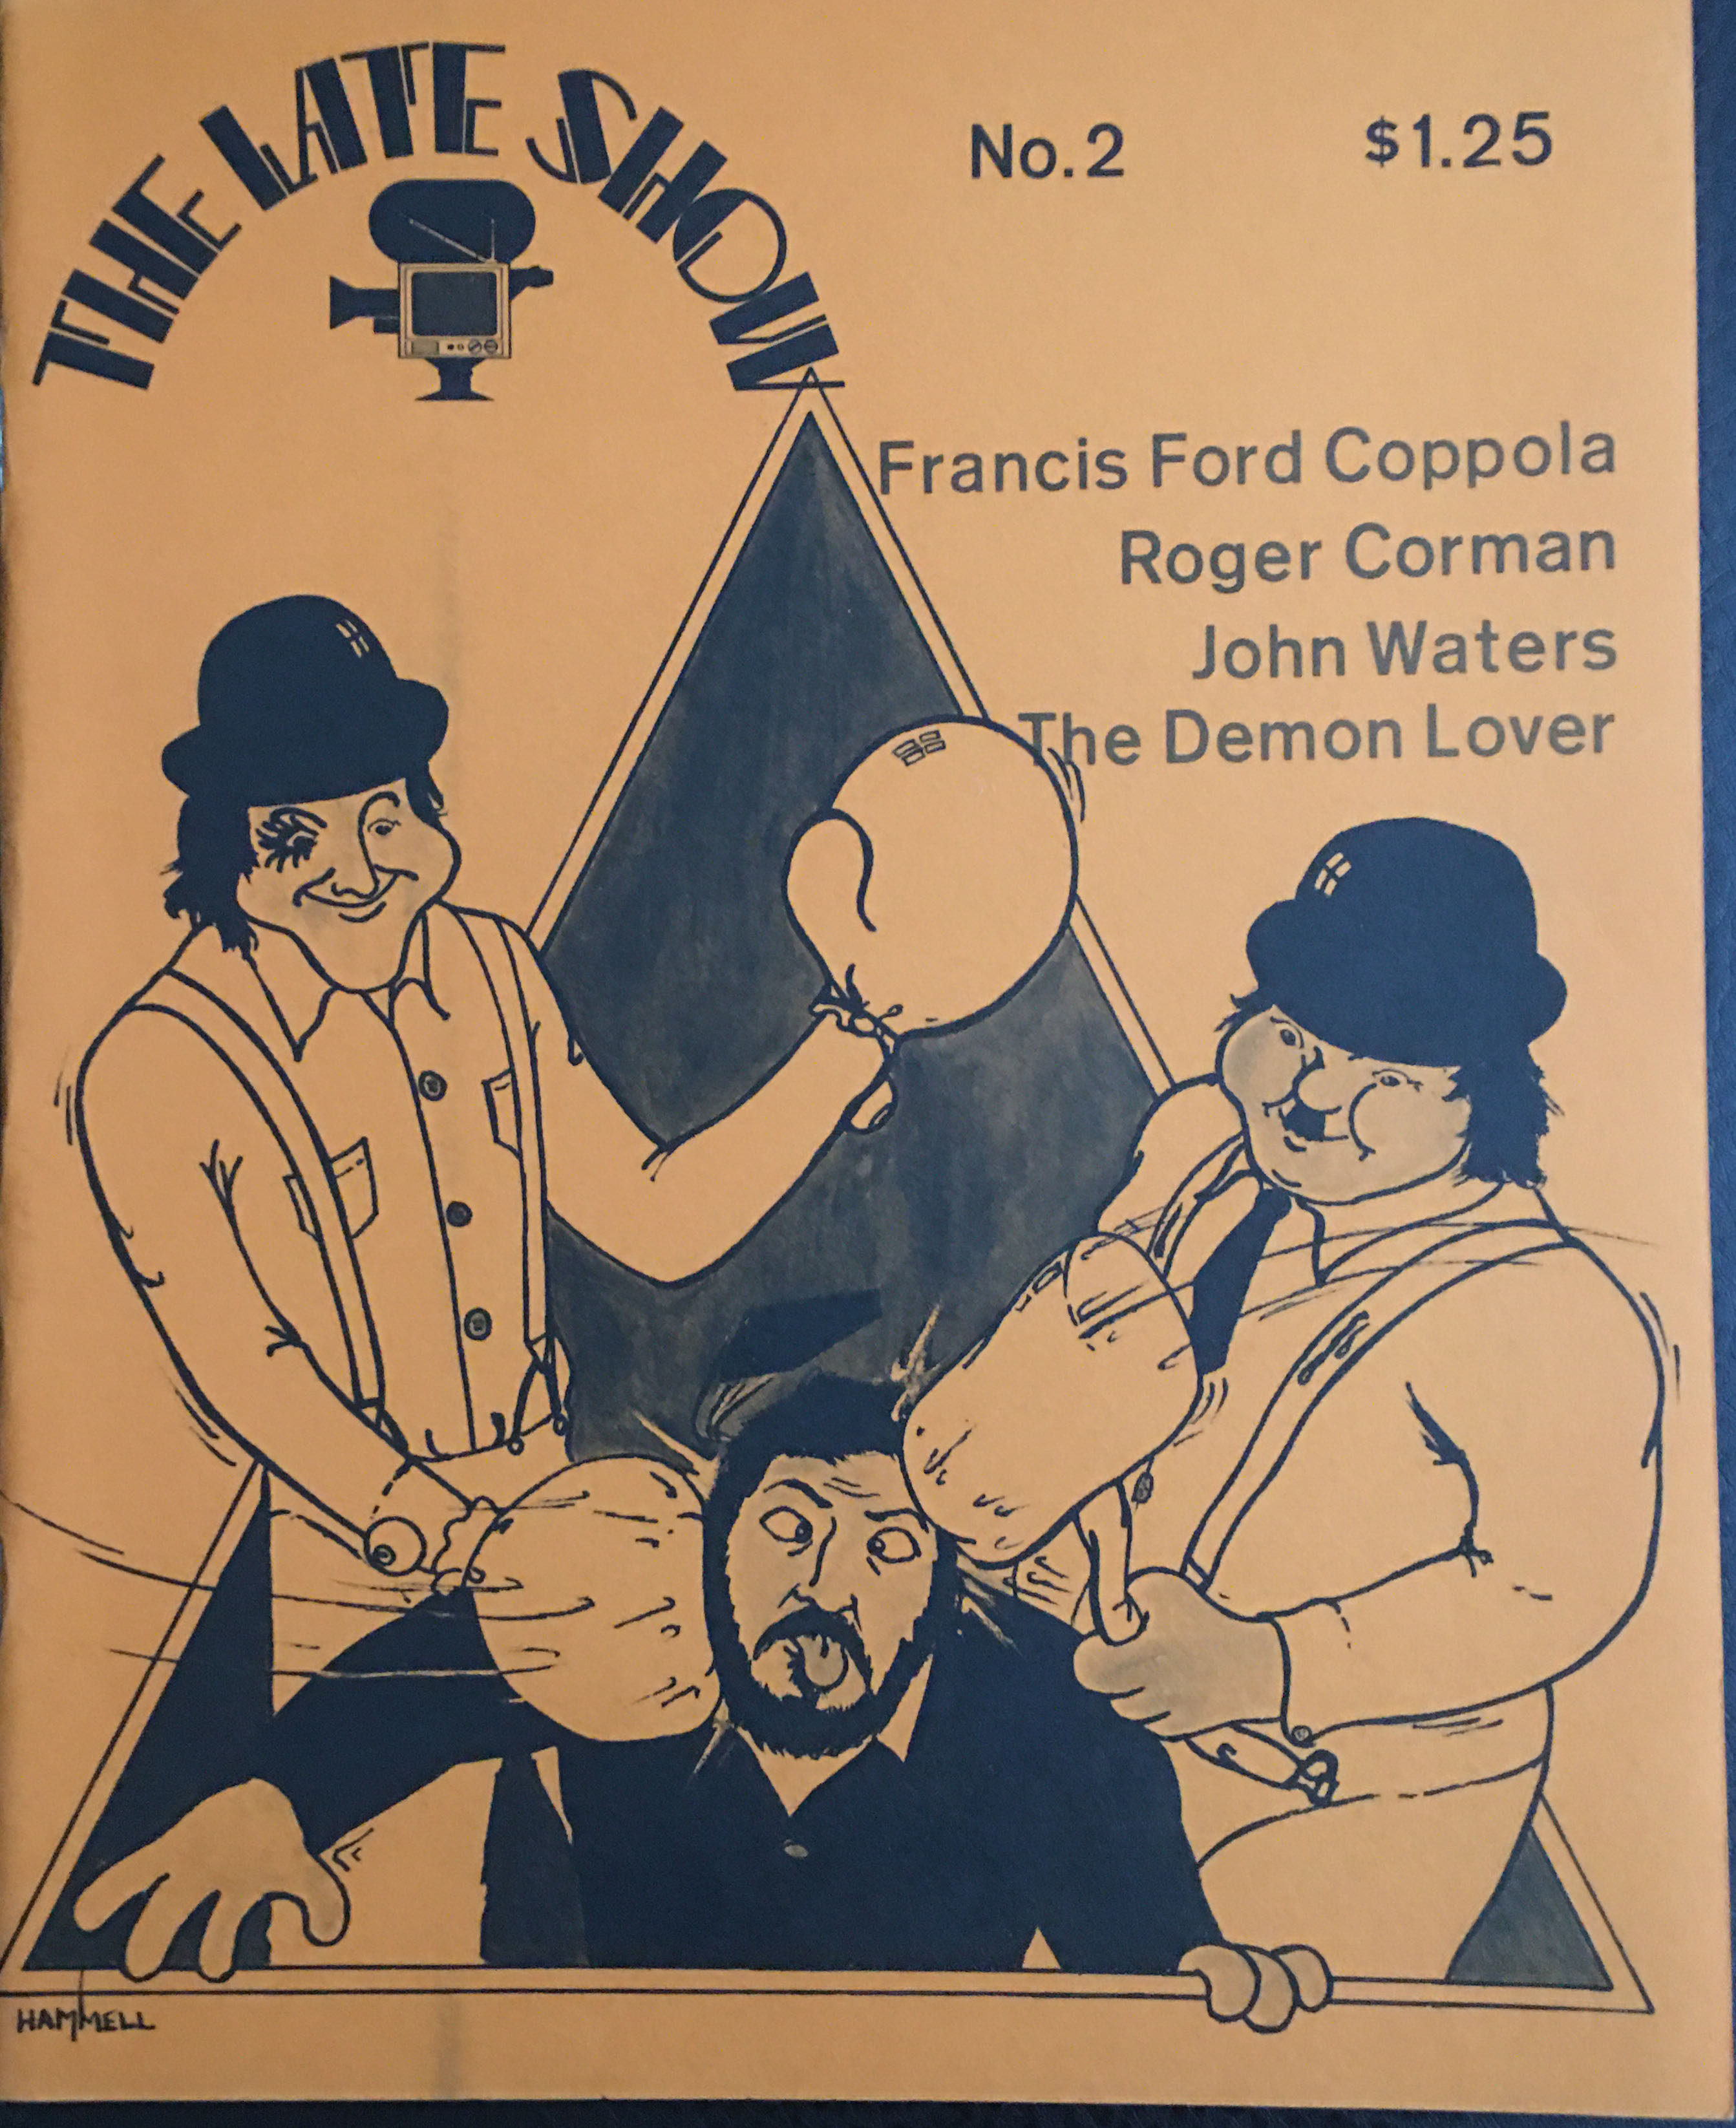 THE LATE SHOW
No.2 $1.25
Francis Ford Coppola
Roger Corman
John Waters
The Demon Lover
HAMMELL